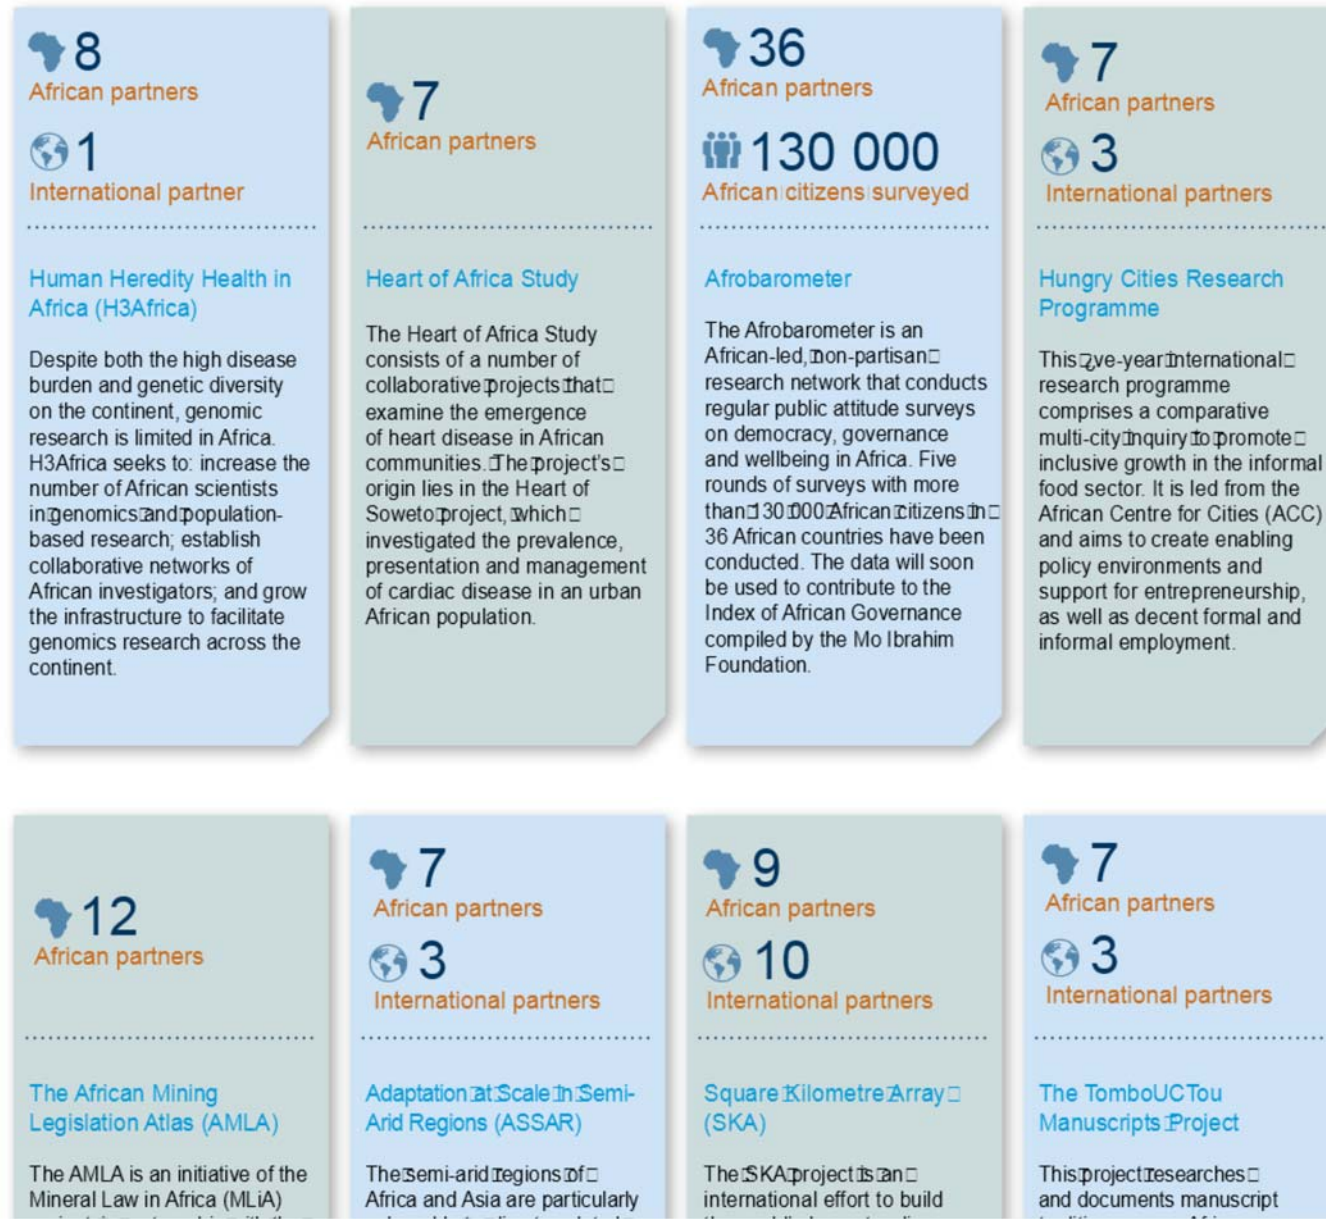 8
African partners
1
International partner
Human Heredity Health in
Africa (H3Africa)
Despite both the high disease
burden and genetic diversity
on the continent, genomic
research is limited in Africa.
H3Africa seeks to: increase the
number of African scientists
in genomics and population-
based research; establish
collaborative networks of
African investigators; and grow
the infrastructure to facilitate
genomics research across the
continent.
7
African partners
Heart of Africa Study
The Heart of Africa Study
consists of a number of
collaborative projects that
examine the emergence
of heart disease in African
communities. The project's
origin lies in the Heart of
Soweto project, which
investigated the prevalence,
presentation and management
of cardiac disease in an urban
African population.
36
African partners
130 000
African citizens surveyed
Afrobarometer
The Afrobarometer is an
African-led, non-partisan
research network that conducts
regular public attitude surveys
on democracy, governance
and wellbeing in Africa. Five
rounds of surveys with more
than 130 000 African citizens in
36 African countries have been
conducted. The data will soon
be used to contribute to the
Index of African Governance
compiled by the Mo Ibrahim
Foundation.
7
African partners
3
International partners
Hungry Cities Research
Programme
This ve-year international
research programme
comprises a comparative
multi-city inquiry to promote
inclusive growth in the informal
food sector. It is led from the
African Centre for Cities (ACC)
and aims to create enabling
policy environments and
support for entrepreneurship,
as well as decent formal and
informal employment.
12
African partners
The African Mining
Legislation Atlas (AMLA)
The AMLA is an initiative of the
Mineral Law in Africa (MLiA)
7
African partners
3
International partners
Adaptation at Scale in Semi-
Arid Regions (ASSAR)
The semi-arid regions of
Africa and Asia are particularly
9
African partners
10
International partners
Square Kilometre Array
(SKA)
The SKA project is an
international effort to build
7
African partners
3
International partners
The TomboUCTou
Manuscripts Project
This project researches
and documents manuscript